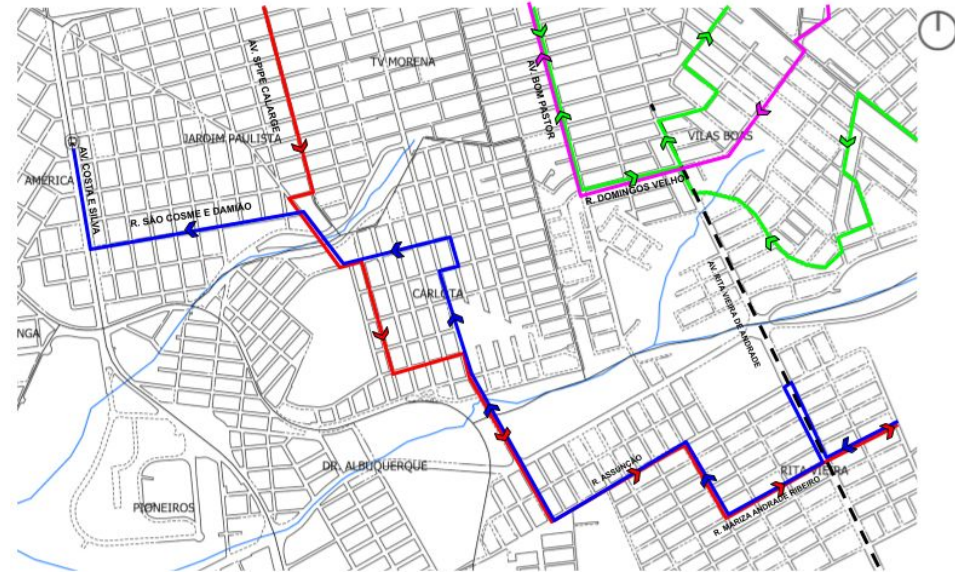 TV MORENA
AV. SPIPE CALARGE
AV. BOM PASTOR
JARDIM PAULISTA
VILAS BOAS
AV. COSTA E SILVA
AMERICA
R. SÃO COSME E DAMIÃO
R. DOMINGOS VELHO
AV. RITA VIEIRA DE ANDRADE
CARLOTA
NGA
DR. ALBUQUERQUE
R. ASSUNÇÃO
RITA VIEIRA
R. MARIZA ANDRADE RIBEIRO
PIONEIROS